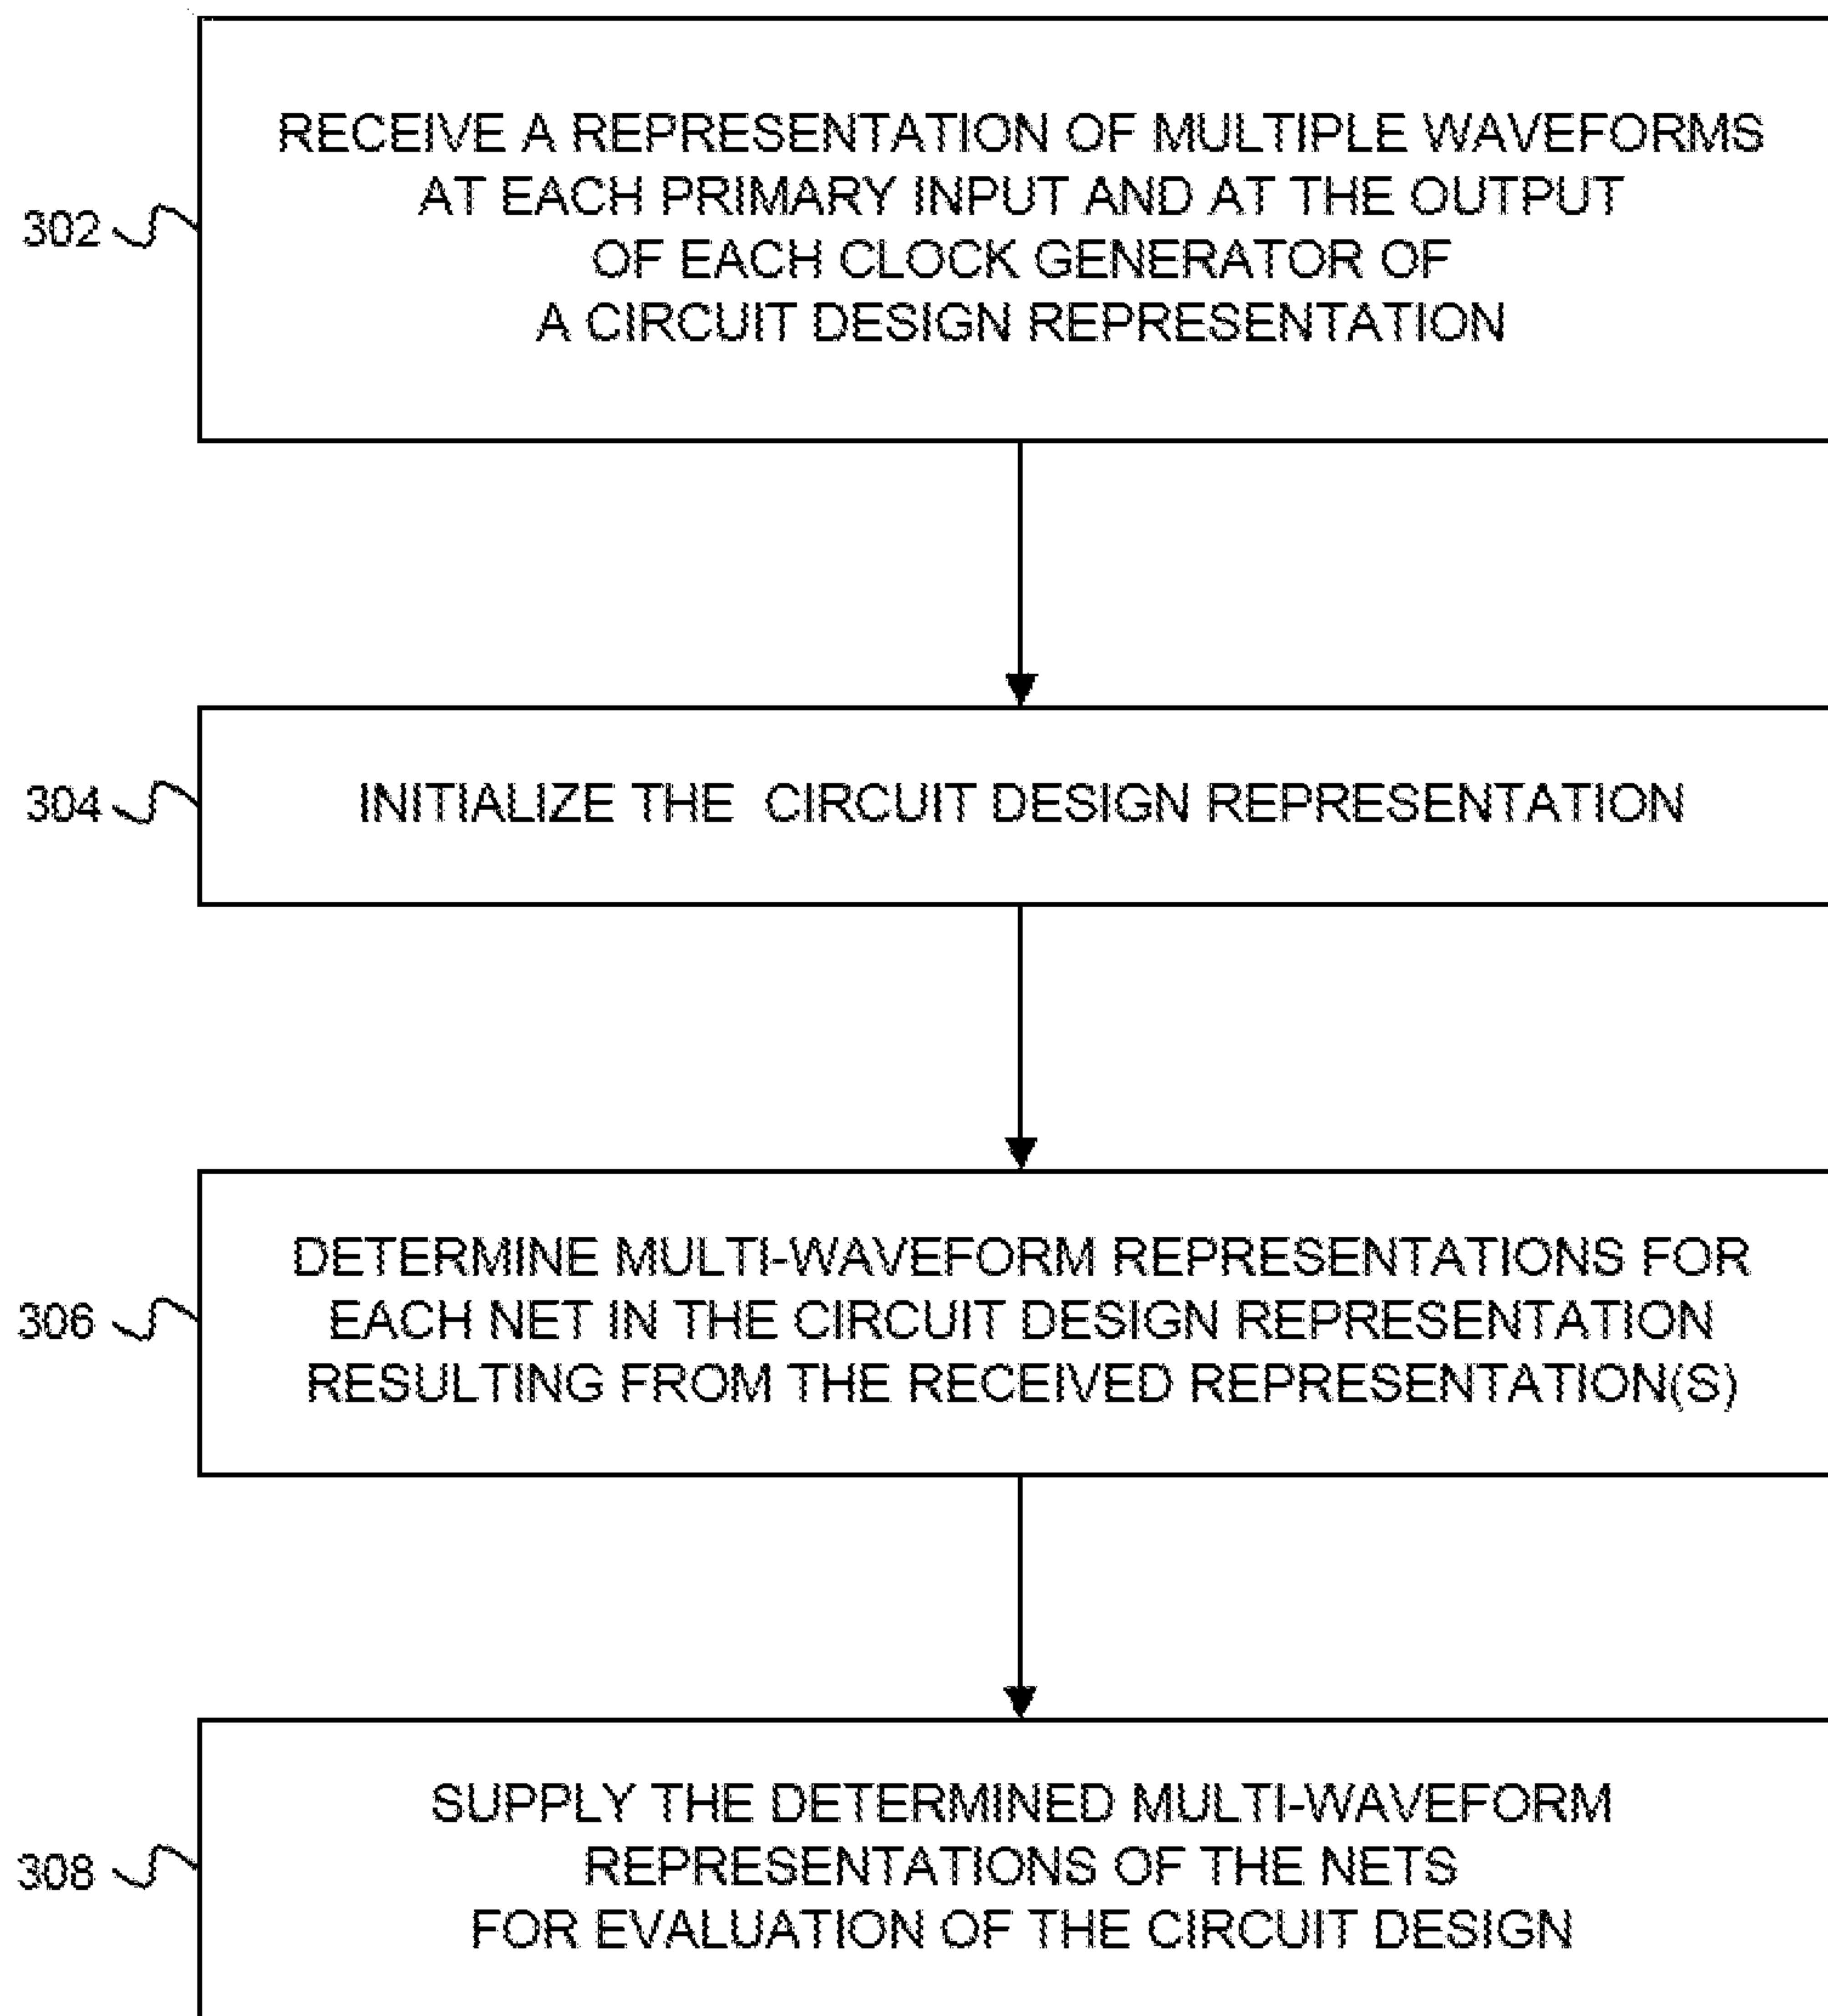 RECEIVE A REPRESENTATION OF MULTIPLE WAVEFORMS
AT EACH PRIMARY INPUT AND AT THE OUTPUT
OF EACH CLOCK GENERATOR OF
A CIRCUIT DESIGN REPRESENTATION
302
304
INITIALIZE THE CIRCUIT DESIGN REPRESENTATION
DETERMINE MULTI-WAVEFORM REPRESENTATIONS FOR
EACH NET IN THE CIRCUIT DESIGN REPRESENTATION
RESULTING FROM THE RECEIVED REPRESENTATION(S)
306
SUPPLY THE DETERMINED MULTI-WAVEFORM
REPRESENTATIONS OF THE NETS
FOR EVALUATION OF THE CIRCUIT DESIGN
308